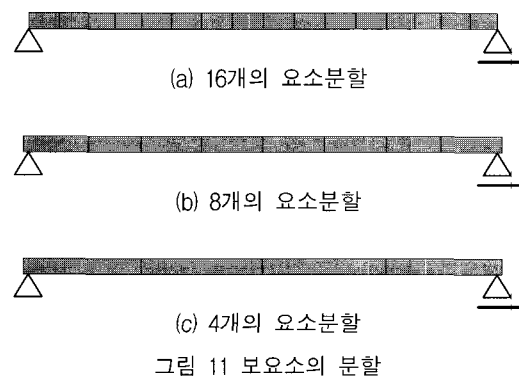 (a) 16개의 요소분할
(b) 8개의 요소분할
(c) 4개의 요소분할
그림 11 보요소의 분할